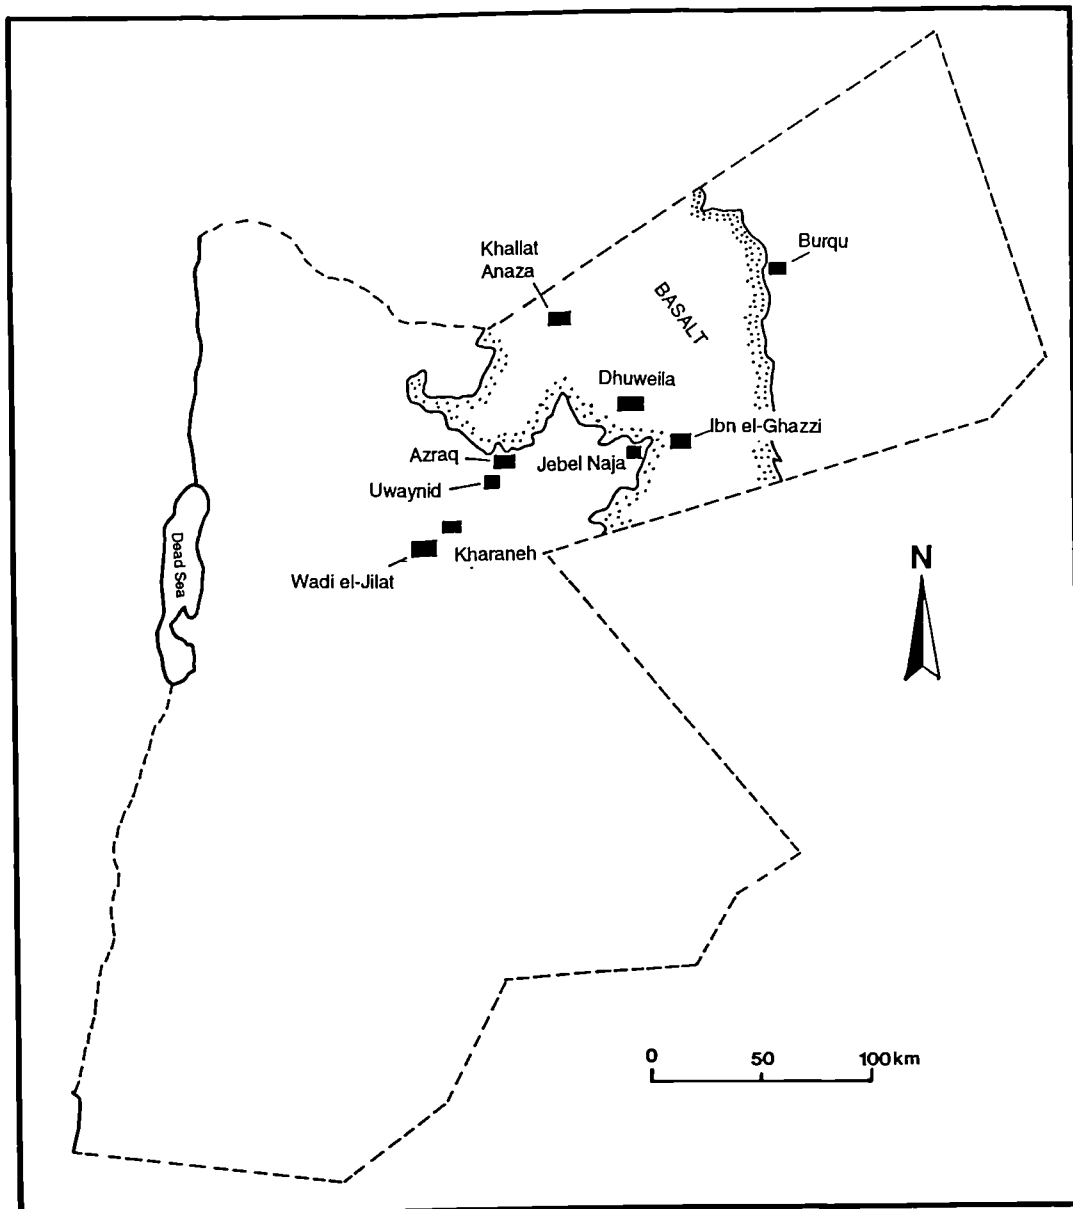 Burqu
Khallat
Anaza
BASALT
Dhuweila
Ibn el-Ghazzi
Azraq
Jebel Naja
Uwaynid
Kharaneh
Wadi el-Jilat
Dead Sea
N
0 50 100km